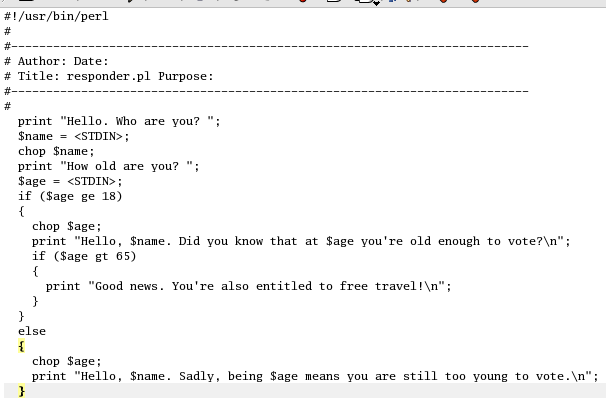 #!/usr/bin/perl
#
#--------------------------------------------------------------------------
# Author: Date:
# Title: responder.pl Purpose:
#--------------------------------------------------------------------------
#
  print "Hello. Who are you? ";
  $name = <STDIN>;
  chop $name;
  print "How old are you? ";
  $age = <STDIN>;
  if ($age ge 18)
  {
    chop $age;
    print "Hello, $name. Did you know that at $age you're old enough to vote?\n";
    if ($age gt 65)
    {
      print "Good news. You're also entitled to free travel!\n";
    }
  }
  else
  {
    chop $age;
    print "Hello, $name. Sadly, being $age means you are still too young to vote.\n";
  }